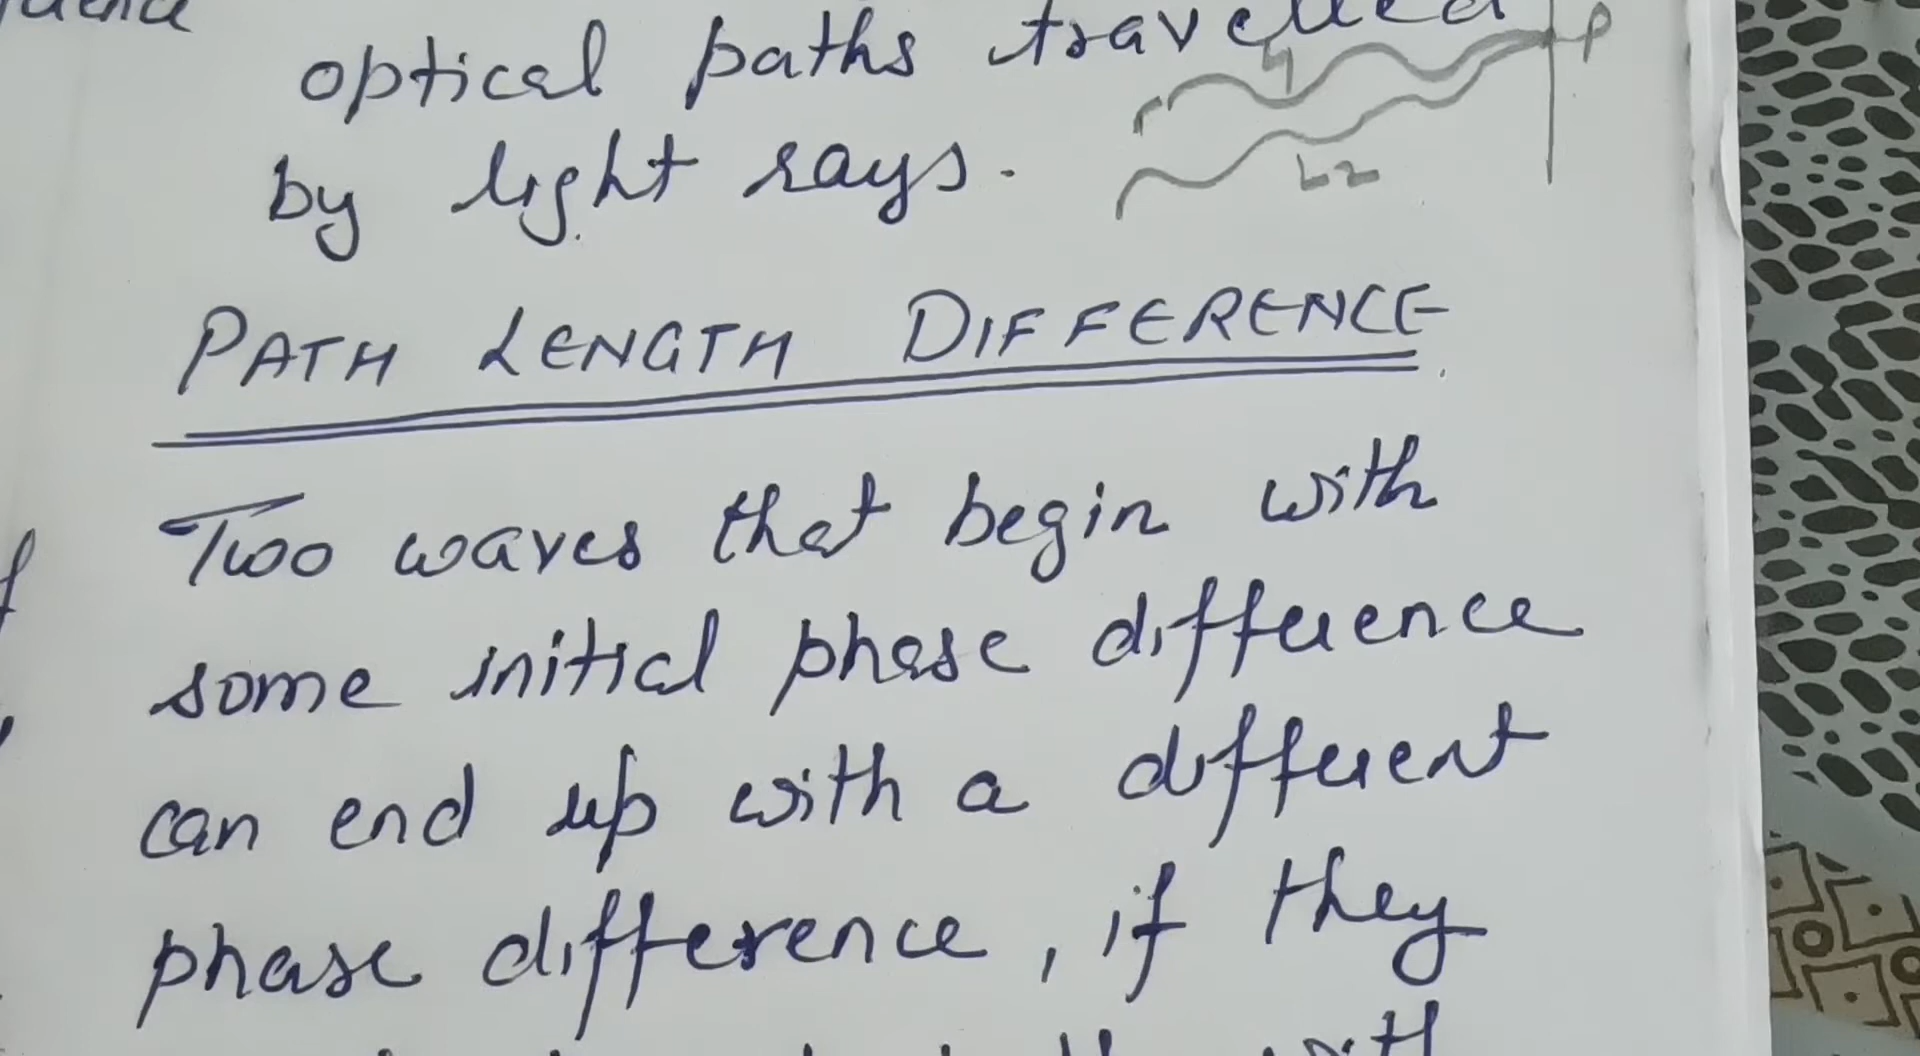 optical paths travelled
L1
P
by light rays.
L2
PATH LENGTH DIFFERENCE
Two waves that begin with
some initial phase difference
can end up with a different
phase difference, if they